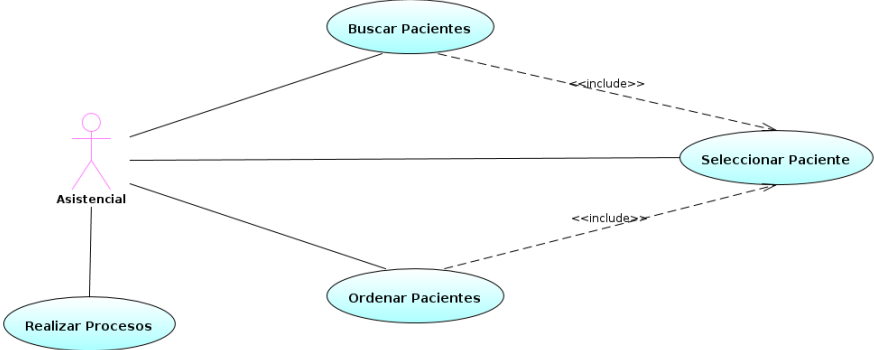 Buscar Pacientes
<<include>>
Seleccionar Paciente
Asistencial
<<include>>
Ordenar Pacientes
Realizar Procesos